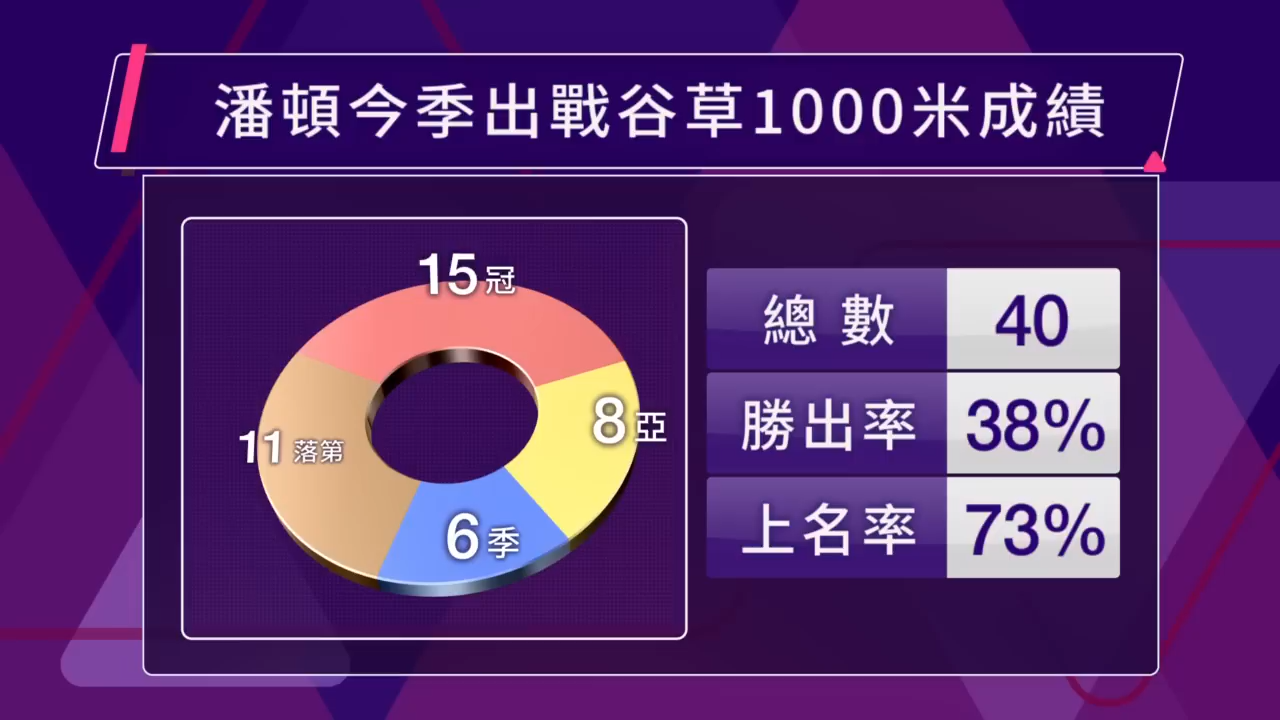 潘頓今季出戰谷草1000米成績
15冠
8亞
11落第
6季
總數 40
勝出率 38%
上名率 73%